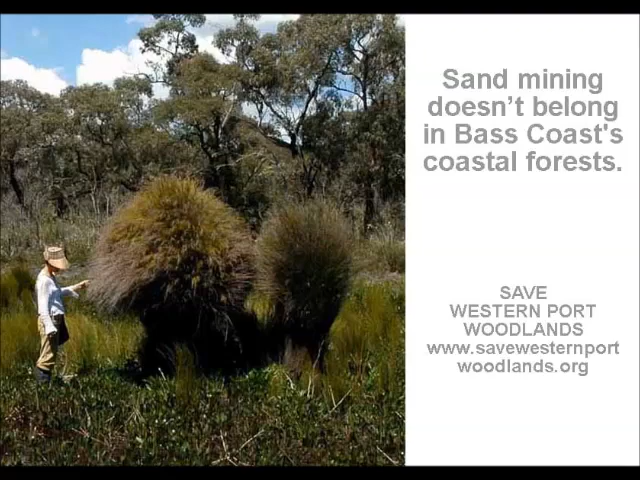 Sand mining
doesn’t belong
in Bass Coast's
coastal forests.
SAVE
WESTERN PORT
WOODLANDS
www.savewesternport
woodlands.org